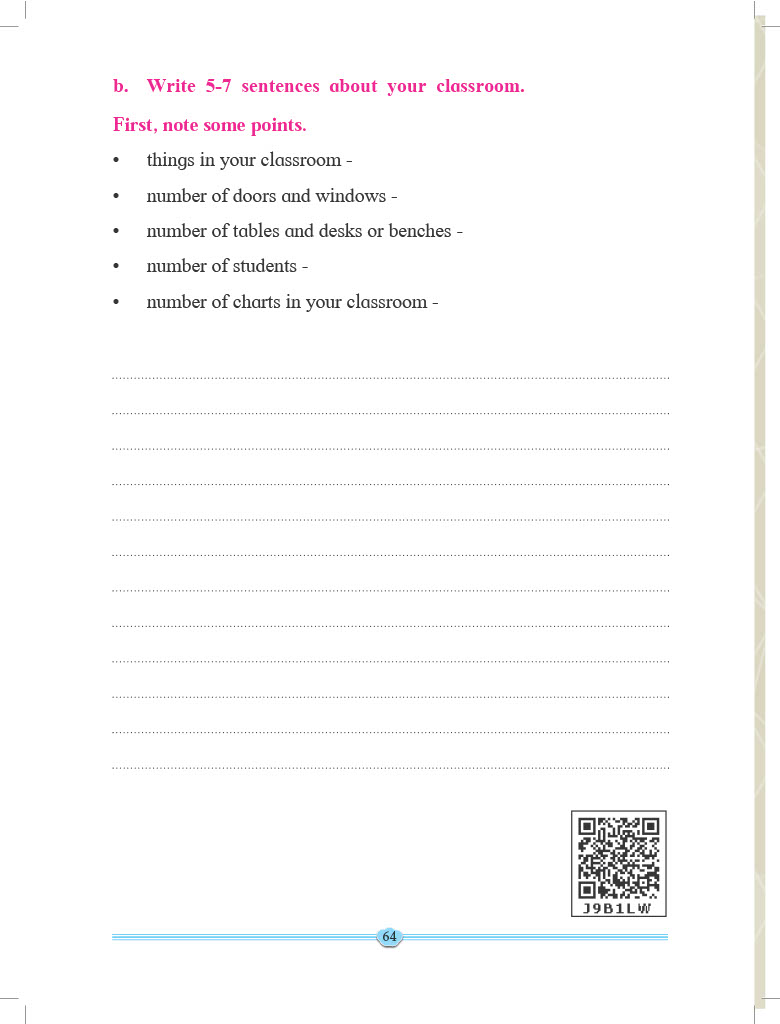 b. Write 5-7 sentences about your classroom.
First, note some points.
• things in your classroom -
• number of doors and windows -
• number of tables and desks or benches -
• number of students -
• number of charts in your classroom -
J9B1LW
64